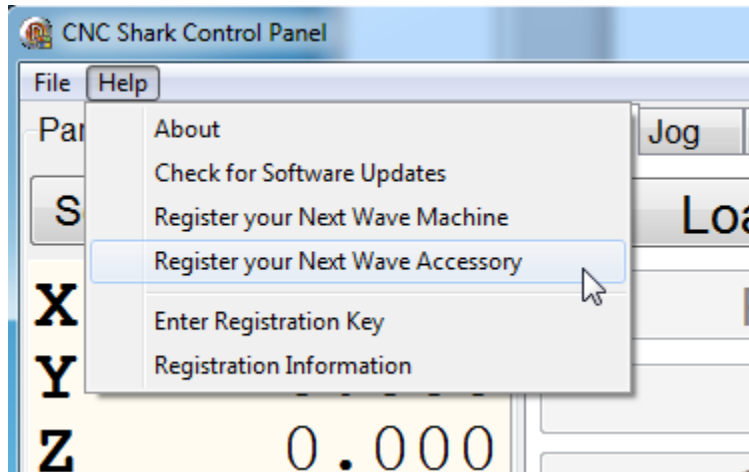 CNC Shark Control Panel
File Help
Jog
About
Check for Software Updates
Register your Next Wave Machine
Register your Next Wave Accessory
Enter Registration Key
Registration Information
X
Y
Z 0.000